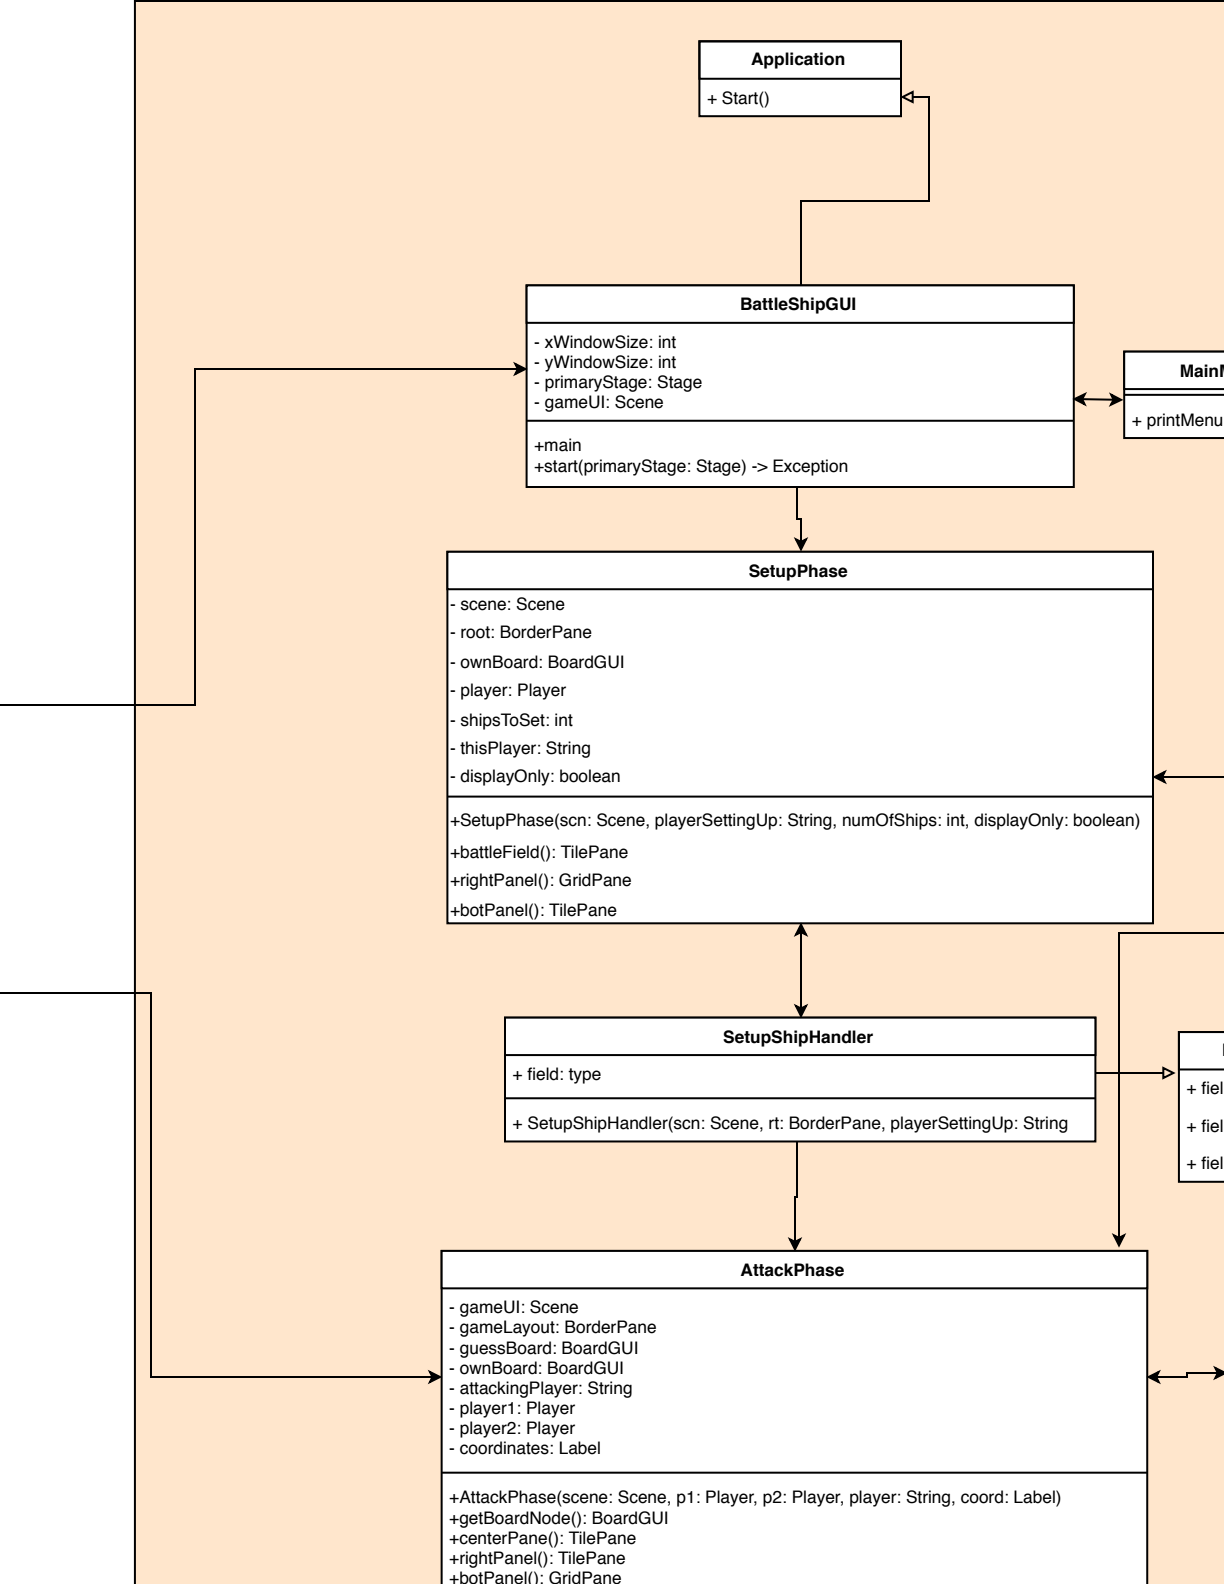 Application
+ Start()
BattleShipGUI
- xWindowSize: int
- yWindowSize: int
- primaryStage: Stage
- gameUI: Scene
+main
+start(primaryStage: Stage) -> Exception
MainM
+ printMenu
SetupPhase
- scene: Scene
- root: BorderPane
- ownBoard: BoardGUI
- player: Player
- shipsToSet: int
- thisPlayer: String
- displayOnly: boolean
+SetupPhase(scn: Scene, playerSettingUp: String, numOfShips: int, displayOnly: boolean)
+battleField(): TilePane
+rightPanel(): GridPane
+botPanel(): TilePane
SetupShipHandler
+ field: type
+ SetupShipHandler(scn: Scene, rt: BorderPane, playerSettingUp: String
+ fiel
+ fiel
+ fiel
AttackPhase
- gameUI: Scene
- gameLayout: BorderPane
- guessBoard: BoardGUI
- ownBoard: BoardGUI
- attackingPlayer: String
- player1: Player
- player2: Player
- coordinates: Label
+AttackPhase(scene: Scene, p1: Player, p2: Player, player: String, coord: Label)
+getBoardNode(): BoardGUI
+centerPane(): TilePane
+rightPanel(): TilePane
+botPanel(): GridPane